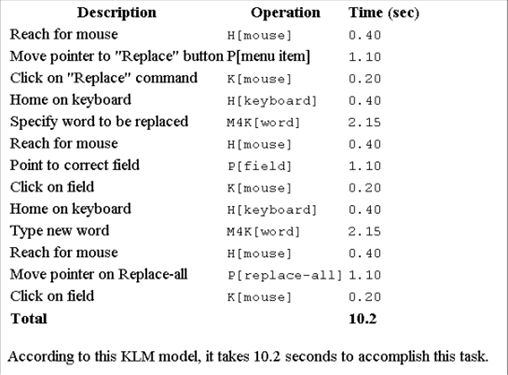 Description Operation Time (sec)
Reach for mouse H[mouse] 0.40
Move pointer to "Replace" button P[menu item] 1.10
Click on "Replace" command K[mouse] 0.20
Home on keyboard H[keyboard] 0.40
Specify word to be replaced M4K[word] 2.15
Reach for mouse H[mouse] 0.40
Point to correct field P[field] 1.10
Click on field K[mouse] 0.20
Home on keyboard H[keyboard] 0.40
Type new word M4K[word] 2.15
Reach for mouse H[mouse] 0.40
Move pointer on Replace-all P[replace-all] 1.10
Click on field K[mouse] 0.20
Total 10.2
According to this KLM model, it takes 10.2 seconds to accomplish this task.